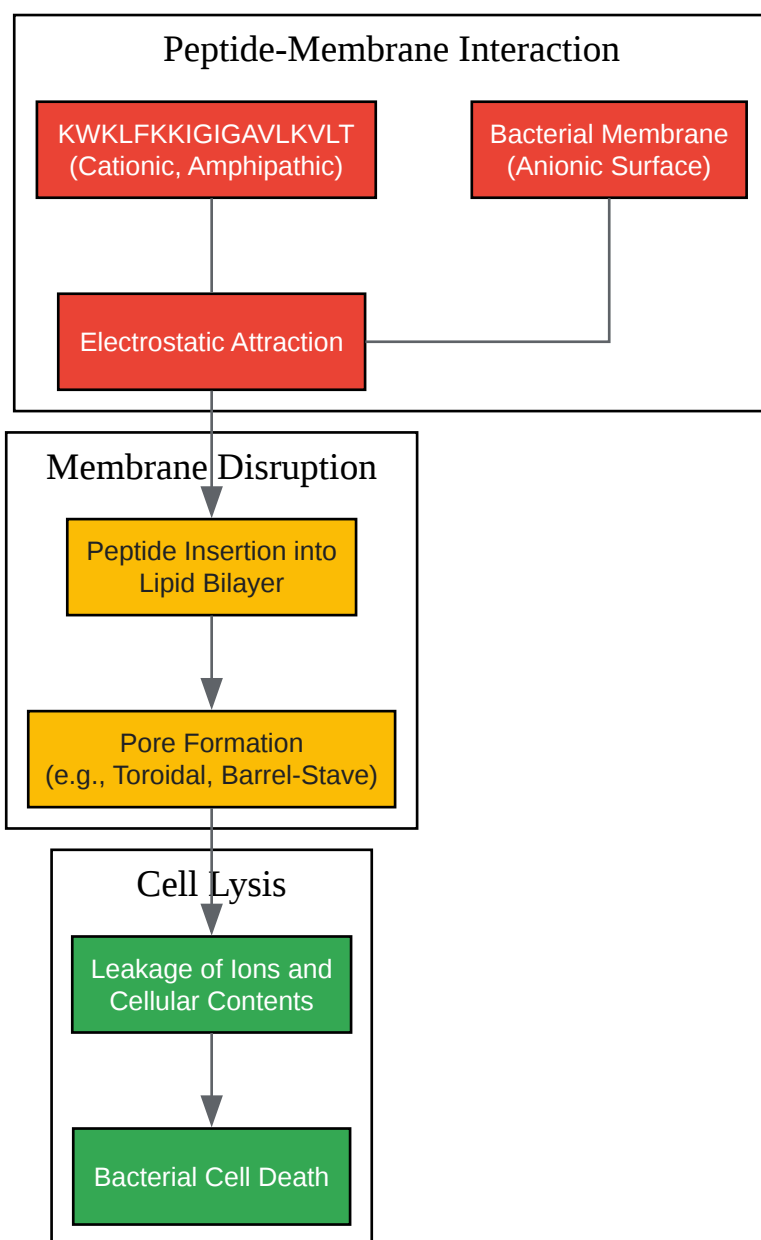 Peptide-Membrane Interaction
KWKLFKKIGIGAVLKVLT
(Cationic, Amphipathic)
Bacterial Membrane
(Anionic Surface)
Electrostatic Attraction
Membrane Disruption
Peptide Insertion into
Lipid Bilayer
Pore Formation
(e.g., Toroidal, Barrel-Stave)
Cell Lysis
Leakage of Ions and
Cellular Contents
Bacterial Cell Death